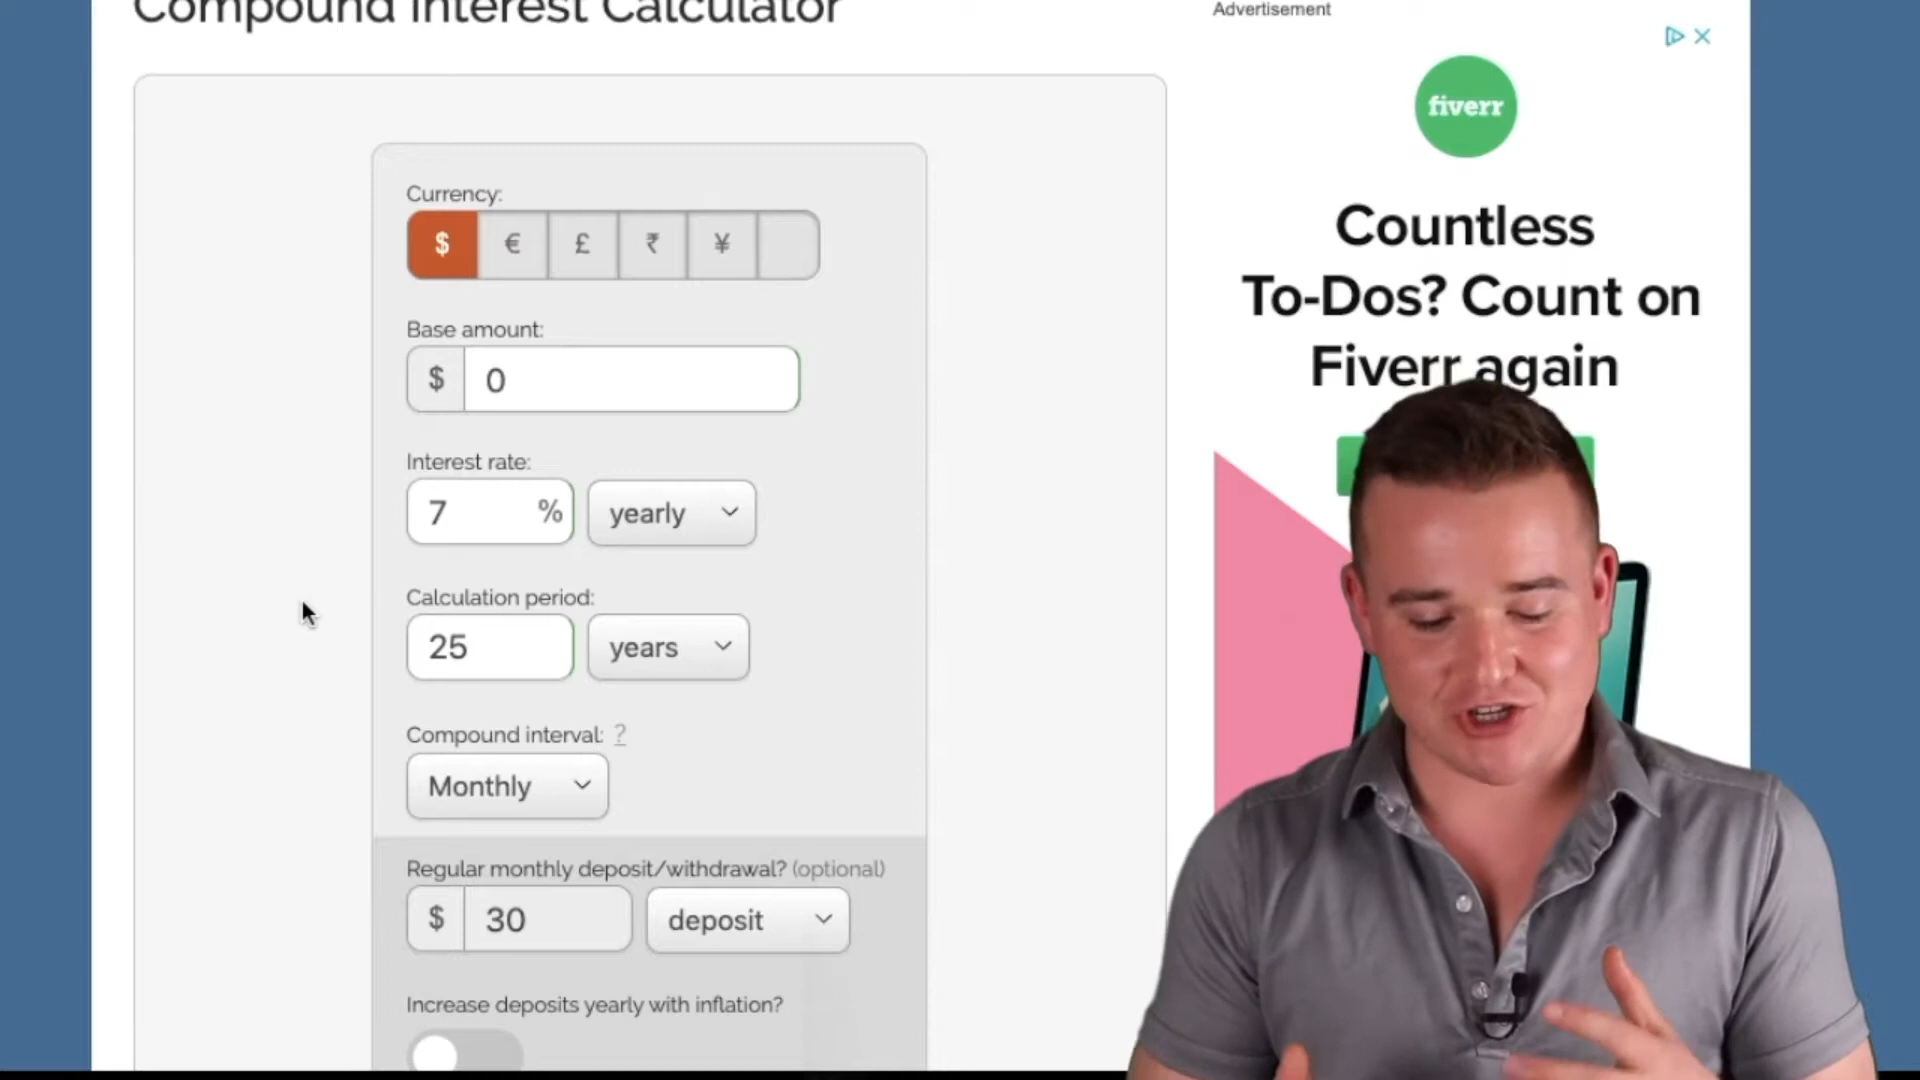 Compound Interest Calculator
Advertisement
fiverr
Countless
To-Dos? Count on
Fiverr again
Currency:
$ € £ ₹ ¥
Base amount:
$ 0
Interest rate:
7 % yearly
Calculation period:
25 years
Compound interval: ?
Monthly
Regular monthly deposit/withdrawal? (optional)
$ 30 deposit
Increase deposits yearly with inflation?